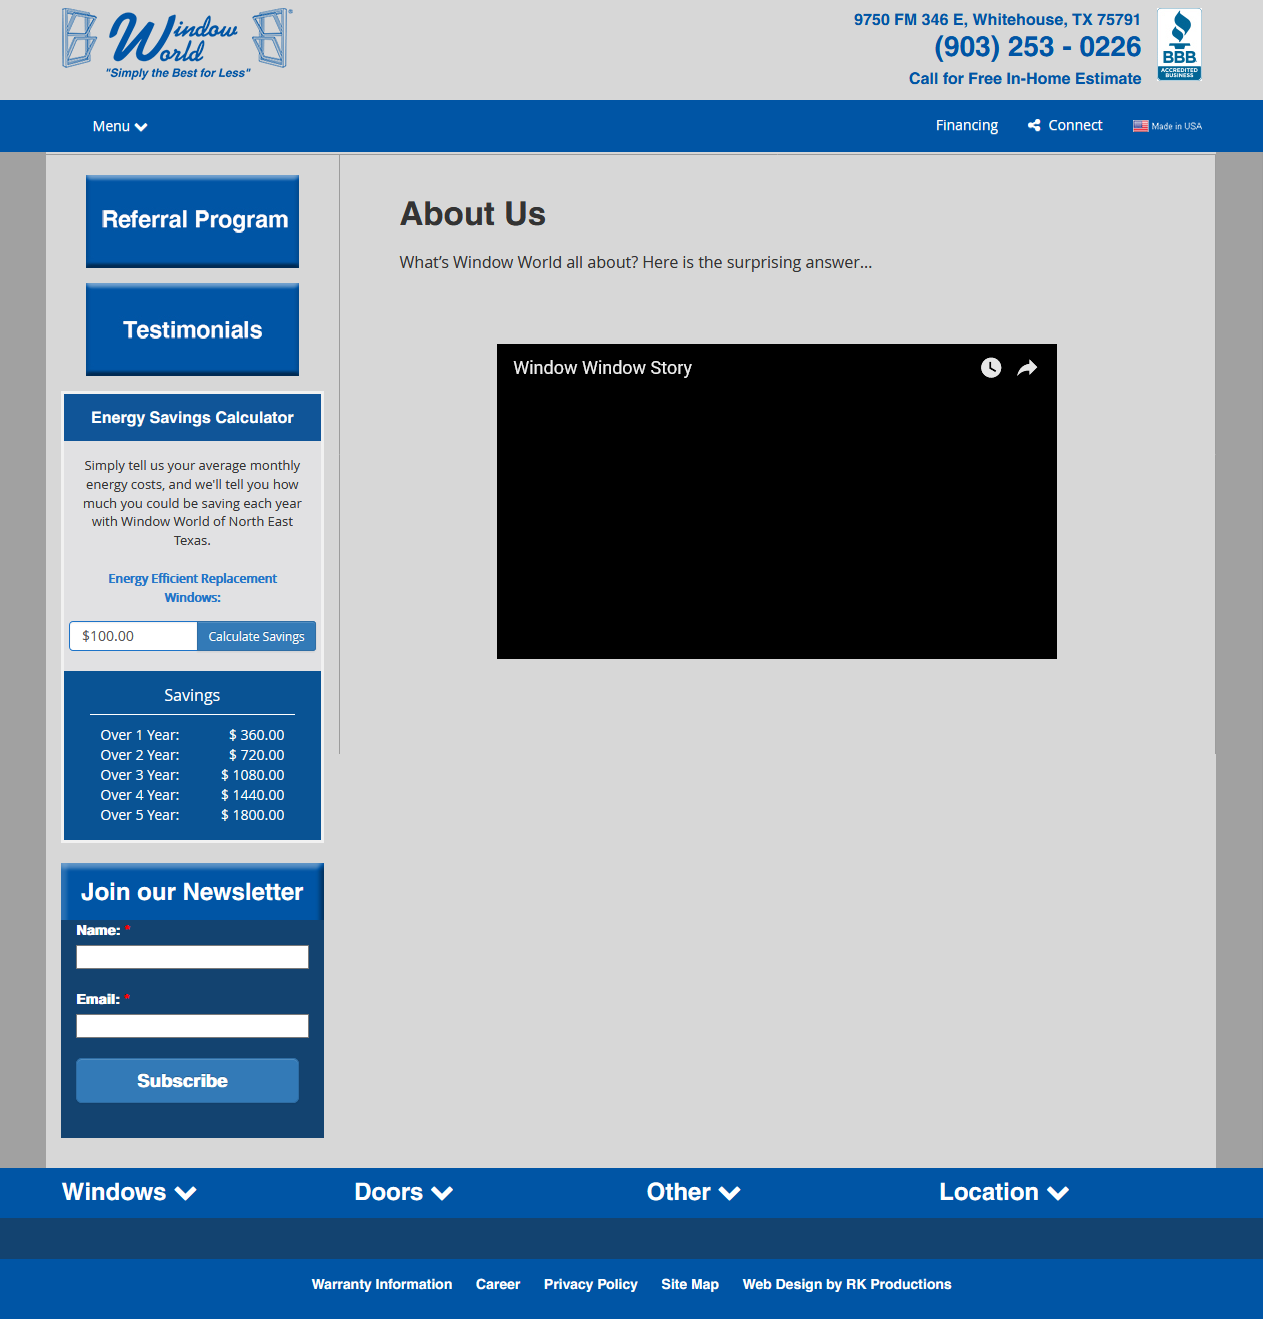 Window World®
"Simply the Best for Less"
9750 FM 346 E, Whitehouse, TX 75791
(903) 253 - 0226
Call for Free In-Home Estimate
BBB
ACCREDITED
BUSINESS
Menu
Financing
Connect
Made in USA
Referral Program
Testimonials
Energy Savings Calculator
Simply tell us your average monthly
energy costs, and we'll tell you how
much you could be saving each year
with Window World of North East
Texas.
Energy Efficient Replacement
Windows:
$100.00 Calculate Savings
Savings
Over 1 Year: $ 360.00
Over 2 Year: $ 720.00
Over 3 Year: $ 1080.00
Over 4 Year: $ 1440.00
Over 5 Year: $ 1800.00
Join our Newsletter
Name: *
Email: *
Subscribe
About Us
What’s Window World all about? Here is the surprising answer…
Window Window Story
Windows
Doors
Other
Location
Warranty Information Career Privacy Policy Site Map Web Design by RK Productions